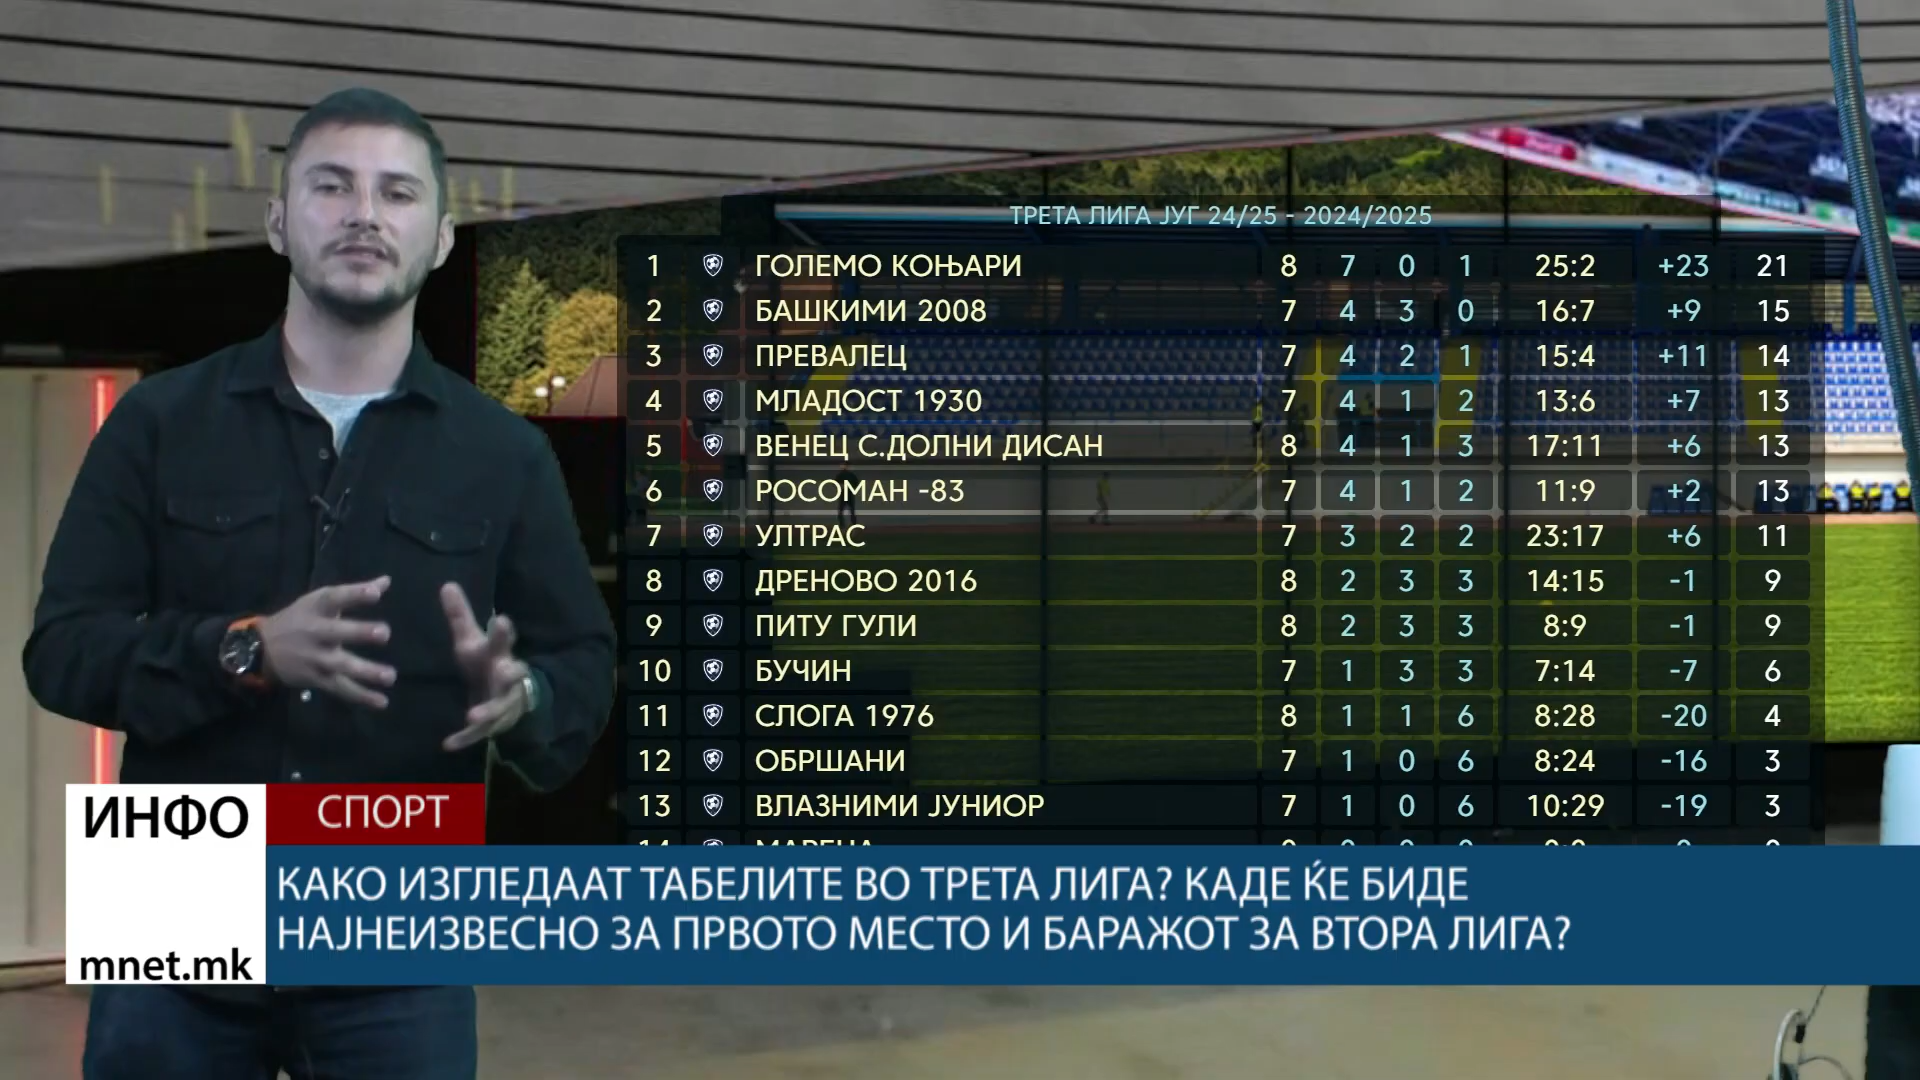 ТРЕТА ЛИГА ЈУГ 24/25 - 2024/2025
1 ГОЛЕМО КОЊАРИ 8 7 0 1 25:2 +23 21
2 БАШКИМИ 2008 7 4 3 0 16:7 +9 15
3 ПРЕВАЛЕЦ 7 4 2 1 15:4 +11 14
4 МЛАДОСТ 1930 7 4 1 2 13:6 +7 13
5 ВЕНЕЦ С.ДОЛНИ ДИСАН 8 4 1 3 17:11 +6 13
6 РОСОМАН -83 7 4 1 2 11:9 +2 13
7 УЛТРАС 7 3 2 2 23:17 +6 11
8 ДРЕНОВО 2016 8 2 3 3 14:15 -1 9
9 ПИТУ ГУЛИ 8 2 3 3 8:9 -1 9
10 БУЧИН 7 1 3 3 7:14 -7 6
11 СЛОГА 1976 8 1 1 6 8:28 -20 4
12 ОБРШАНИ 7 1 0 6 8:24 -16 3
13 ВЛАЗНИМИ ЈУНИОР 7 1 0 6 10:29 -19 3
ИНФО
СПОРТ
КАКО ИЗГЛЕДААТ ТАБЕЛИТЕ ВО ТРЕТА ЛИГА? КАДЕ ЌЕ БИДЕ
НАЈНЕИЗВЕСНО ЗА ПРВОТО МЕСТО И БАРАЖОТ ЗА ВТОРА ЛИГА?
mnet.mk